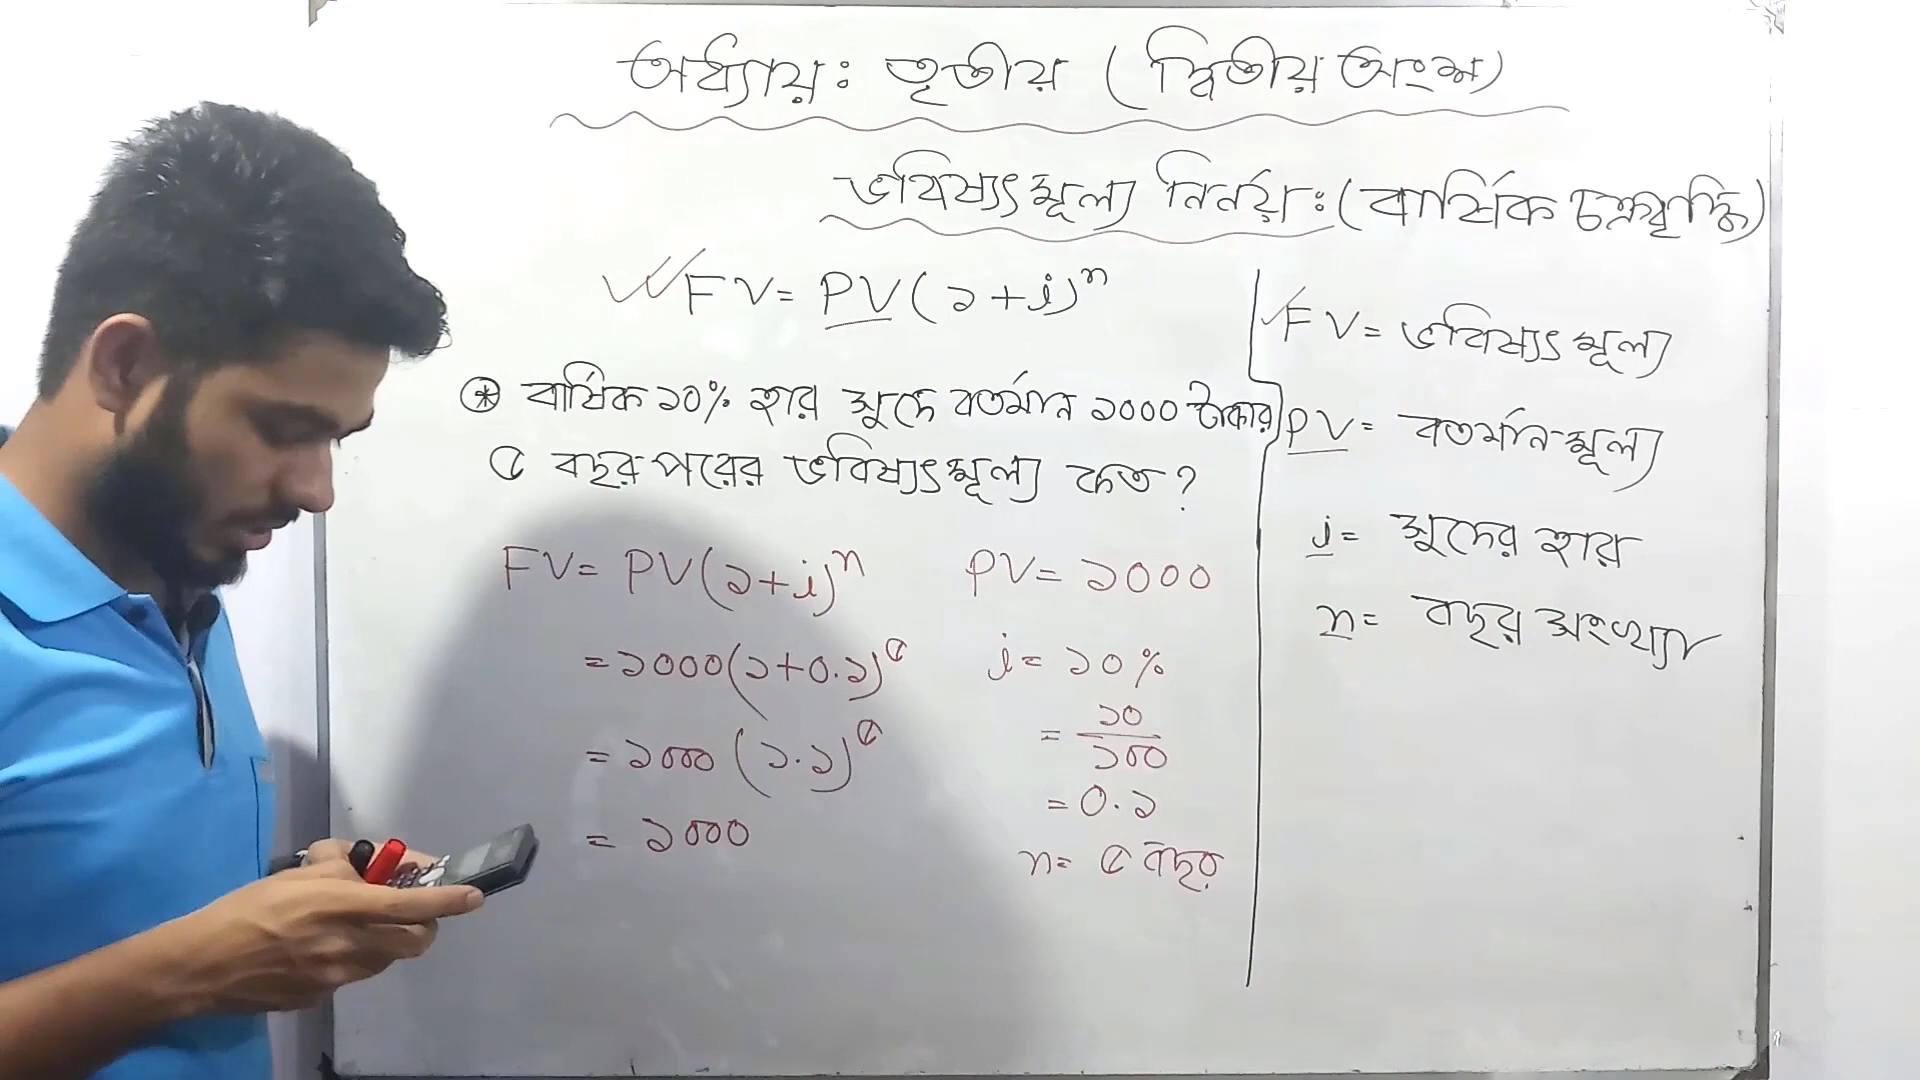 অধ্যায়ঃ তৃতীয় (দ্বিতীয় অংশ)
ভবিষ্যৎ মূল্য নির্নয়ঃ (বার্ষিক চক্রবৃদ্ধি)
FV = PV(১+i)^n
⊛ বার্ষিক ১০% হার সুদে বর্তমান ১০০০ টাকার
৫ বছর পরের ভবিষ্যৎ মূল্য কত?
FV = PV(১+i)^n
= ১০০০(১+০.১)^৫
= ১০০০ (১.১)^৫
= ১০০০
PV = ১০০০
i = ১০%
= ১০/১০০
= ০.১
n = ৫ বছর
FV = ভবিষ্যৎ মূল্য
PV = বর্তমান মূল্য
i = সুদের হার
n = বছর সংখ্যা